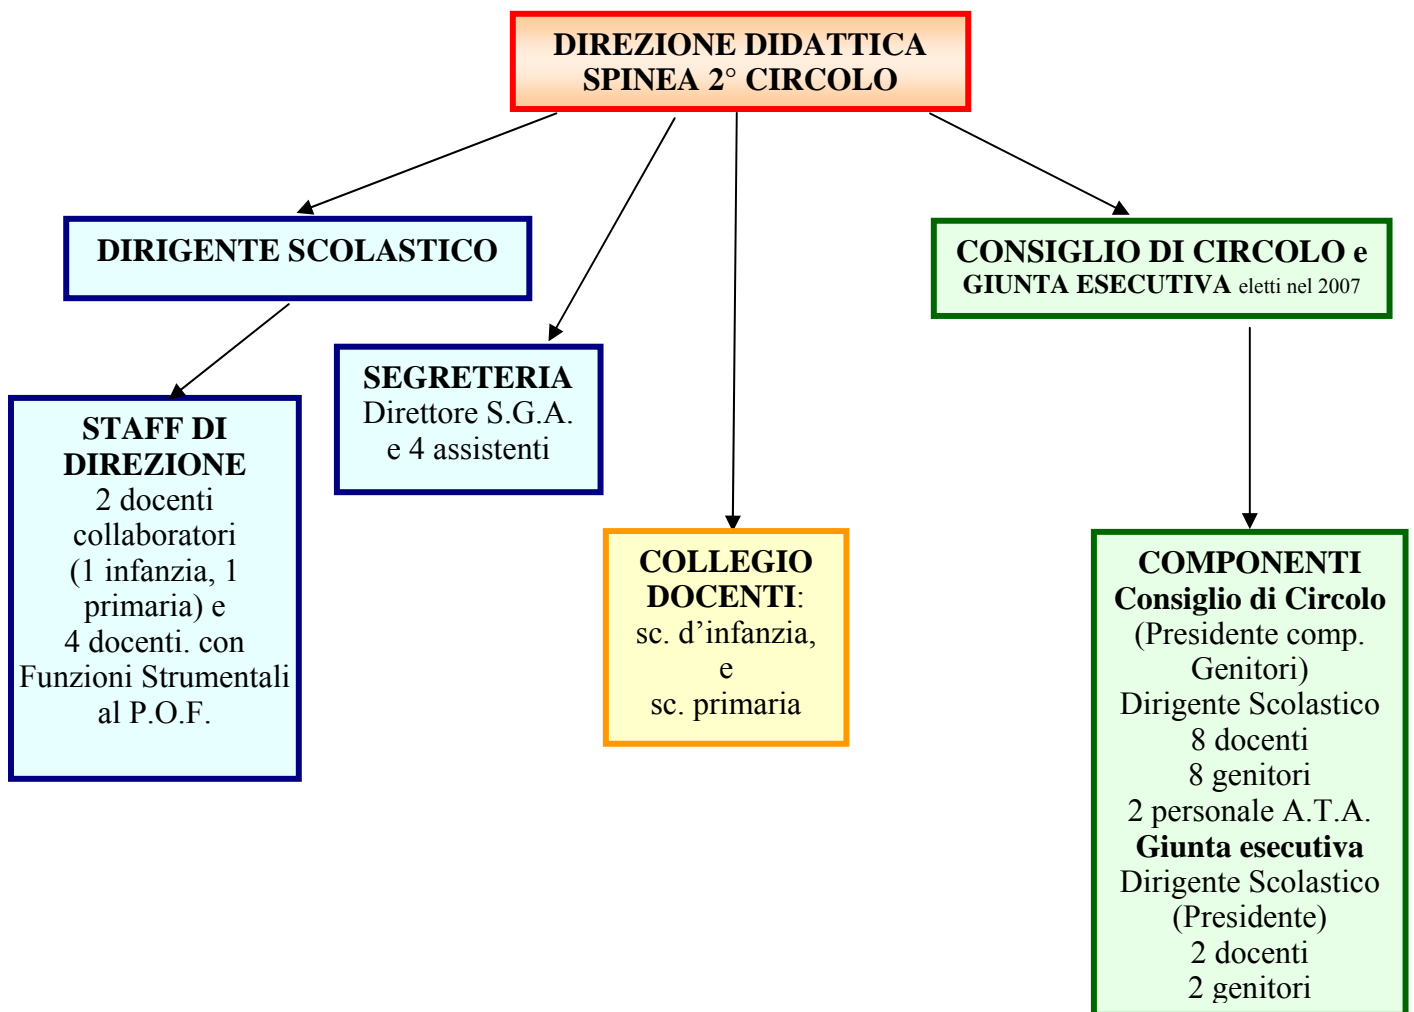 DIREZIONE DIDATTICA
SPINEA 2° CIRCOLO
DIRIGENTE SCOLASTICO
CONSIGLIO DI CIRCOLO e
GIUNTA ESECUTIVA eletti nel 2007
SEGRETERIA
Direttore S.G.A.
e 4 assistenti
STAFF DI
DIREZIONE
2 docenti
collaboratori
(1 infanzia, 1
primaria) e
4 docenti. con
Funzioni Strumentali
al P.O.F.
COLLEGIO
DOCENTI:
sc. d’infanzia,
e
sc. primaria
COMPONENTI
Consiglio di Circolo
(Presidente comp.
Genitori)
Dirigente Scolastico
8 docenti
8 genitori
2 personale A.T.A.
Giunta esecutiva
Dirigente Scolastico
(Presidente)
2 docenti
2 genitori